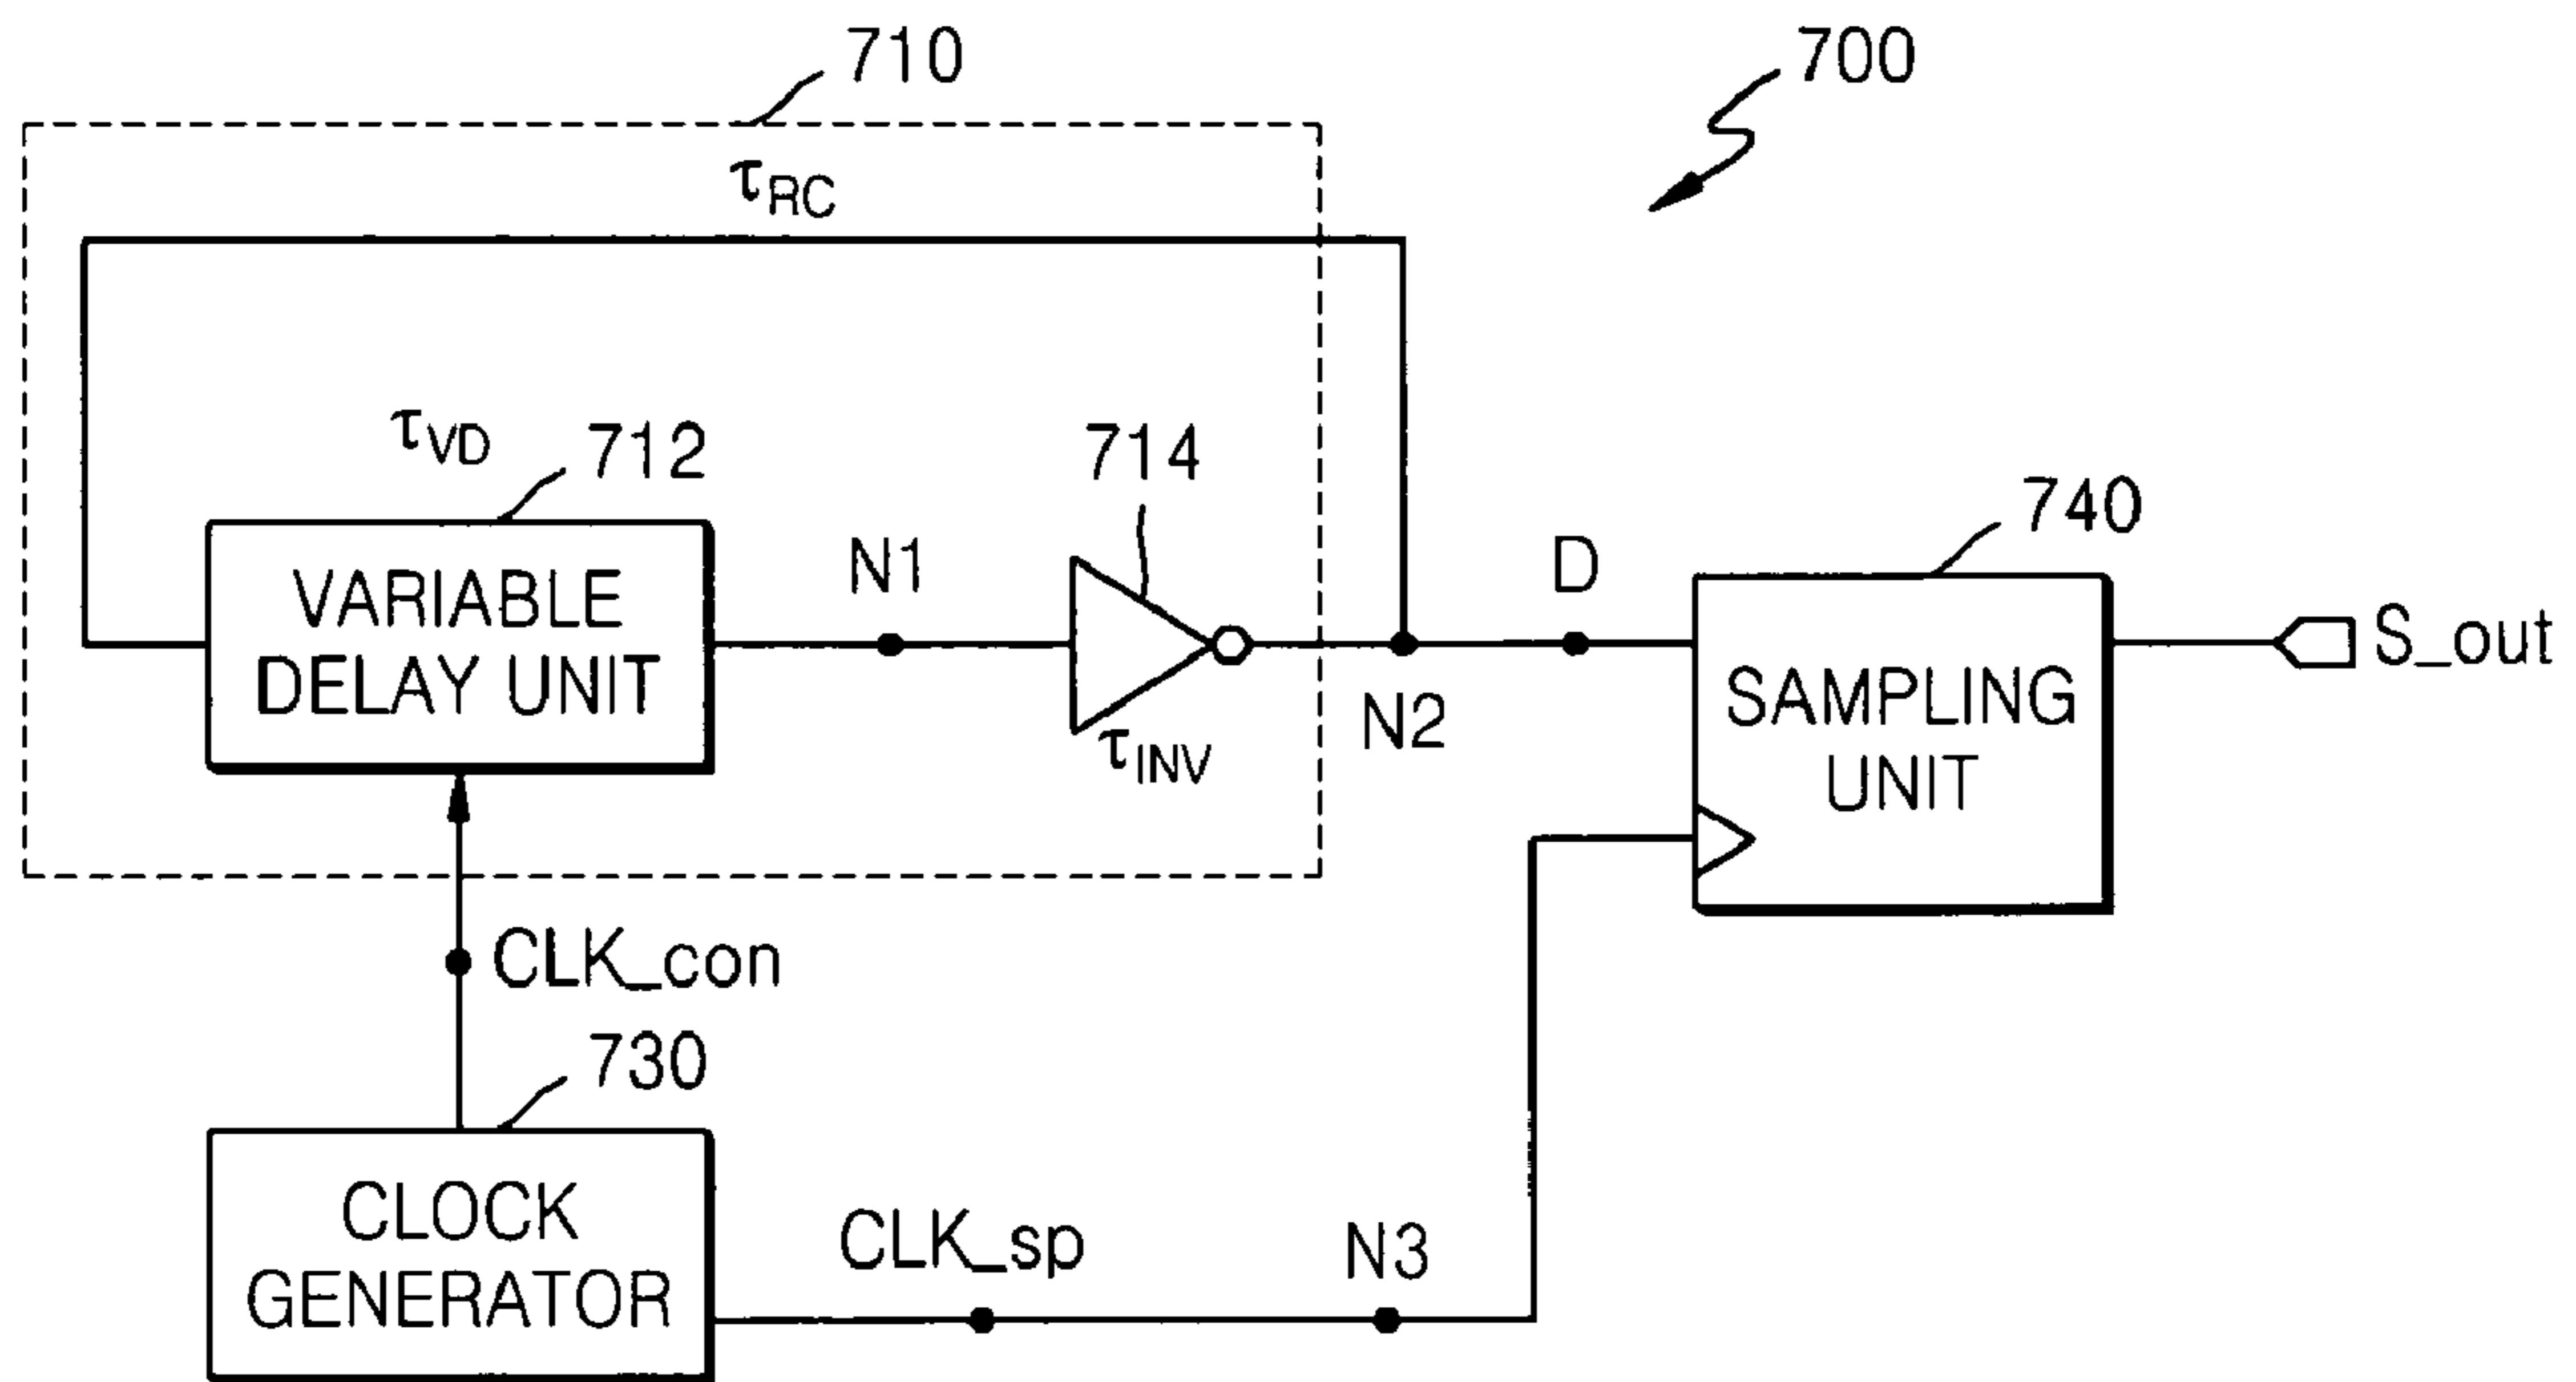 710
700
τRC
τVD
712
714
740
N1
D
VARIABLE
DELAY UNIT
S_out
SAMPLING
UNIT
N2
τINV
CLK_con
730
CLOCK
GENERATOR
CLK_sp
N3